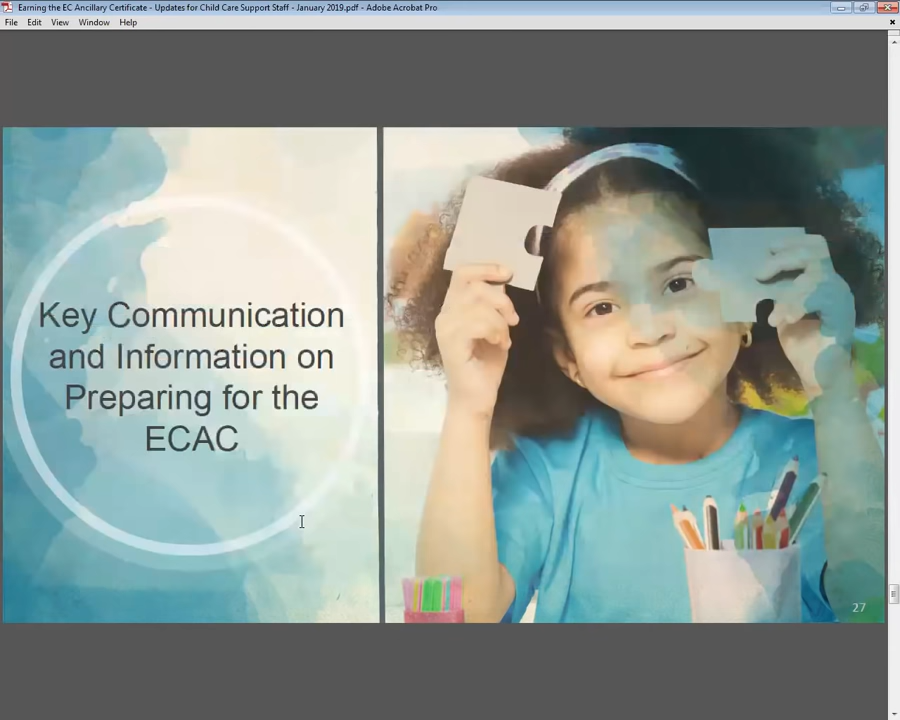 Earning the EC Ancillary Certificate - Updates for Child Care Support Staff - January 2019.pdf - Adobe Acrobat Pro
File Edit View Window Help
Key Communication
and Information on
Preparing for the
ECAC
27